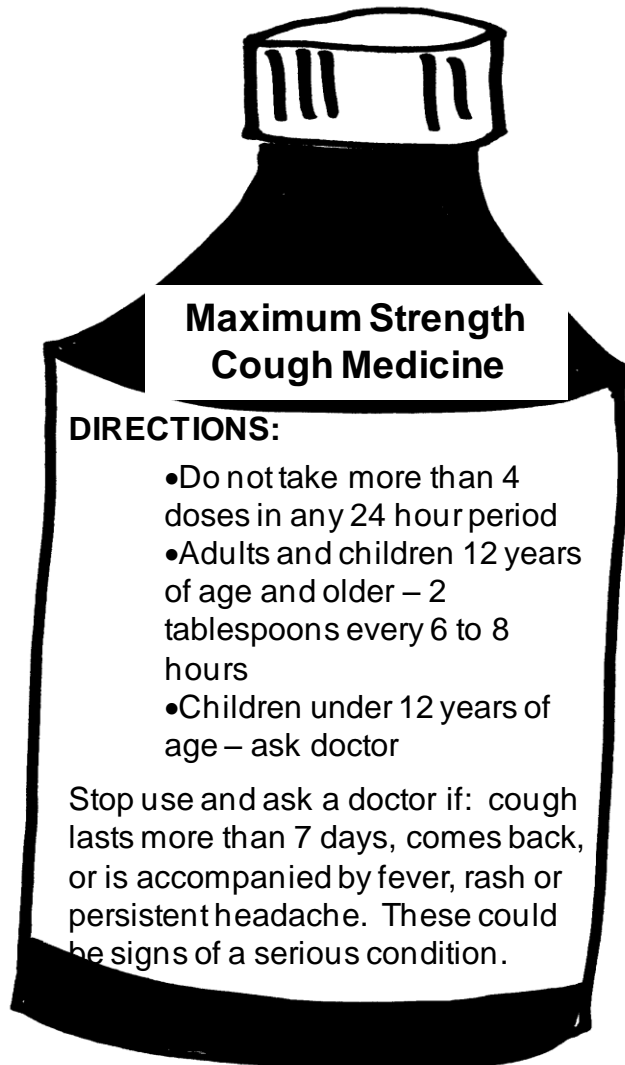 Maximum Strength
Cough Medicine
DIRECTIONS:
•Do not take more than 4
doses in any 24 hour period
•Adults and children 12 years
of age and older – 2
tablespoons every 6 to 8
hours
•Children under 12 years of
age – ask doctor
Stop use and ask a doctor if:  cough
lasts more than 7 days, comes back,
or is accompanied by fever, rash or
persistent headache.  These could
be signs of a serious condition.